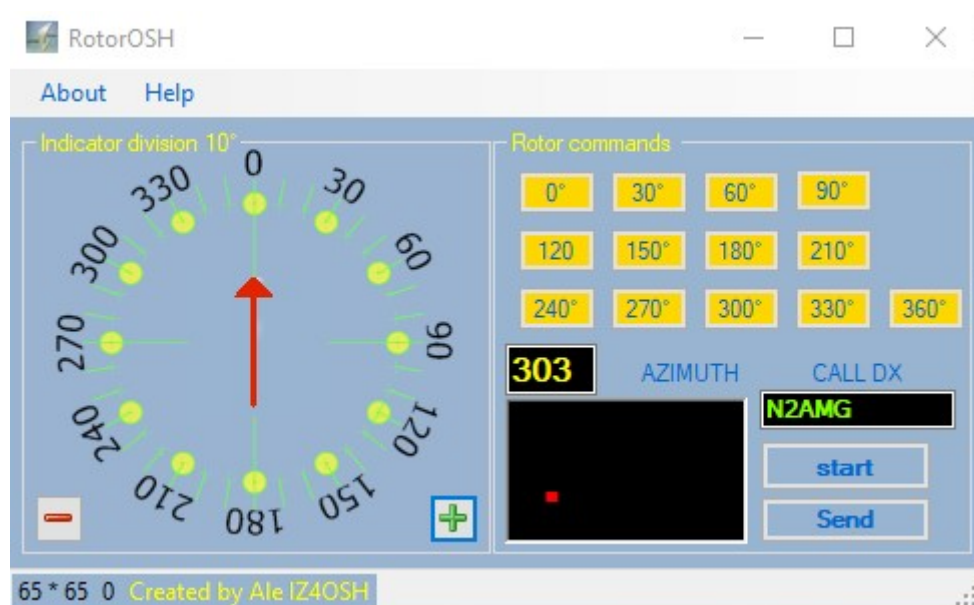 RotorOSH
About Help
Indicator division 10°
0
30
60
90
120
150
180
210
240
270
300
330
Rotor commands
0° 30° 60° 90°
120 150° 180° 210°
240° 270° 300° 330° 360°
303 AZIMUTH CALL DX
N2AMG
start
Send
65 * 65 0 Created by Ale IZ4OSH